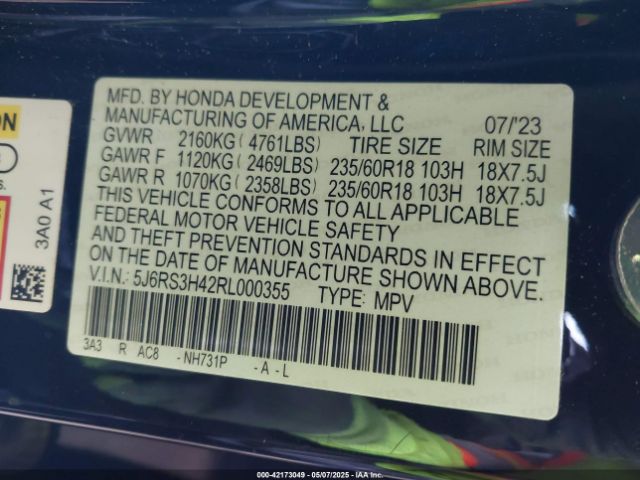 MFD. BY HONDA DEVELOPMENT &
MANUFACTURING OF AMERICA, LLC 07/'23
GVWR 2160KG ( 4761LBS) TIRE SIZE RIM SIZE
GAWR F 1120KG ( 2469LBS) 235/60R18 103H 18X7.5J
GAWR R 1070KG ( 2358LBS) 235/60R18 103H 18X7.5J
THIS VEHICLE CONFORMS TO ALL APPLICABLE
FEDERAL MOTOR VEHICLE SAFETY
AND THEFT PREVENTION STANDARDS IN EFFECT
ON THE DATE OF MANUFACTURE SHOWN ABOVE.
V.I.N.: 5J6RS3H42RL000355 TYPE: MPV
3A3 R AC8 -NH731P -A-L
3A0 A1
000-42173049 - 05/07/2025 - IAAI.COM